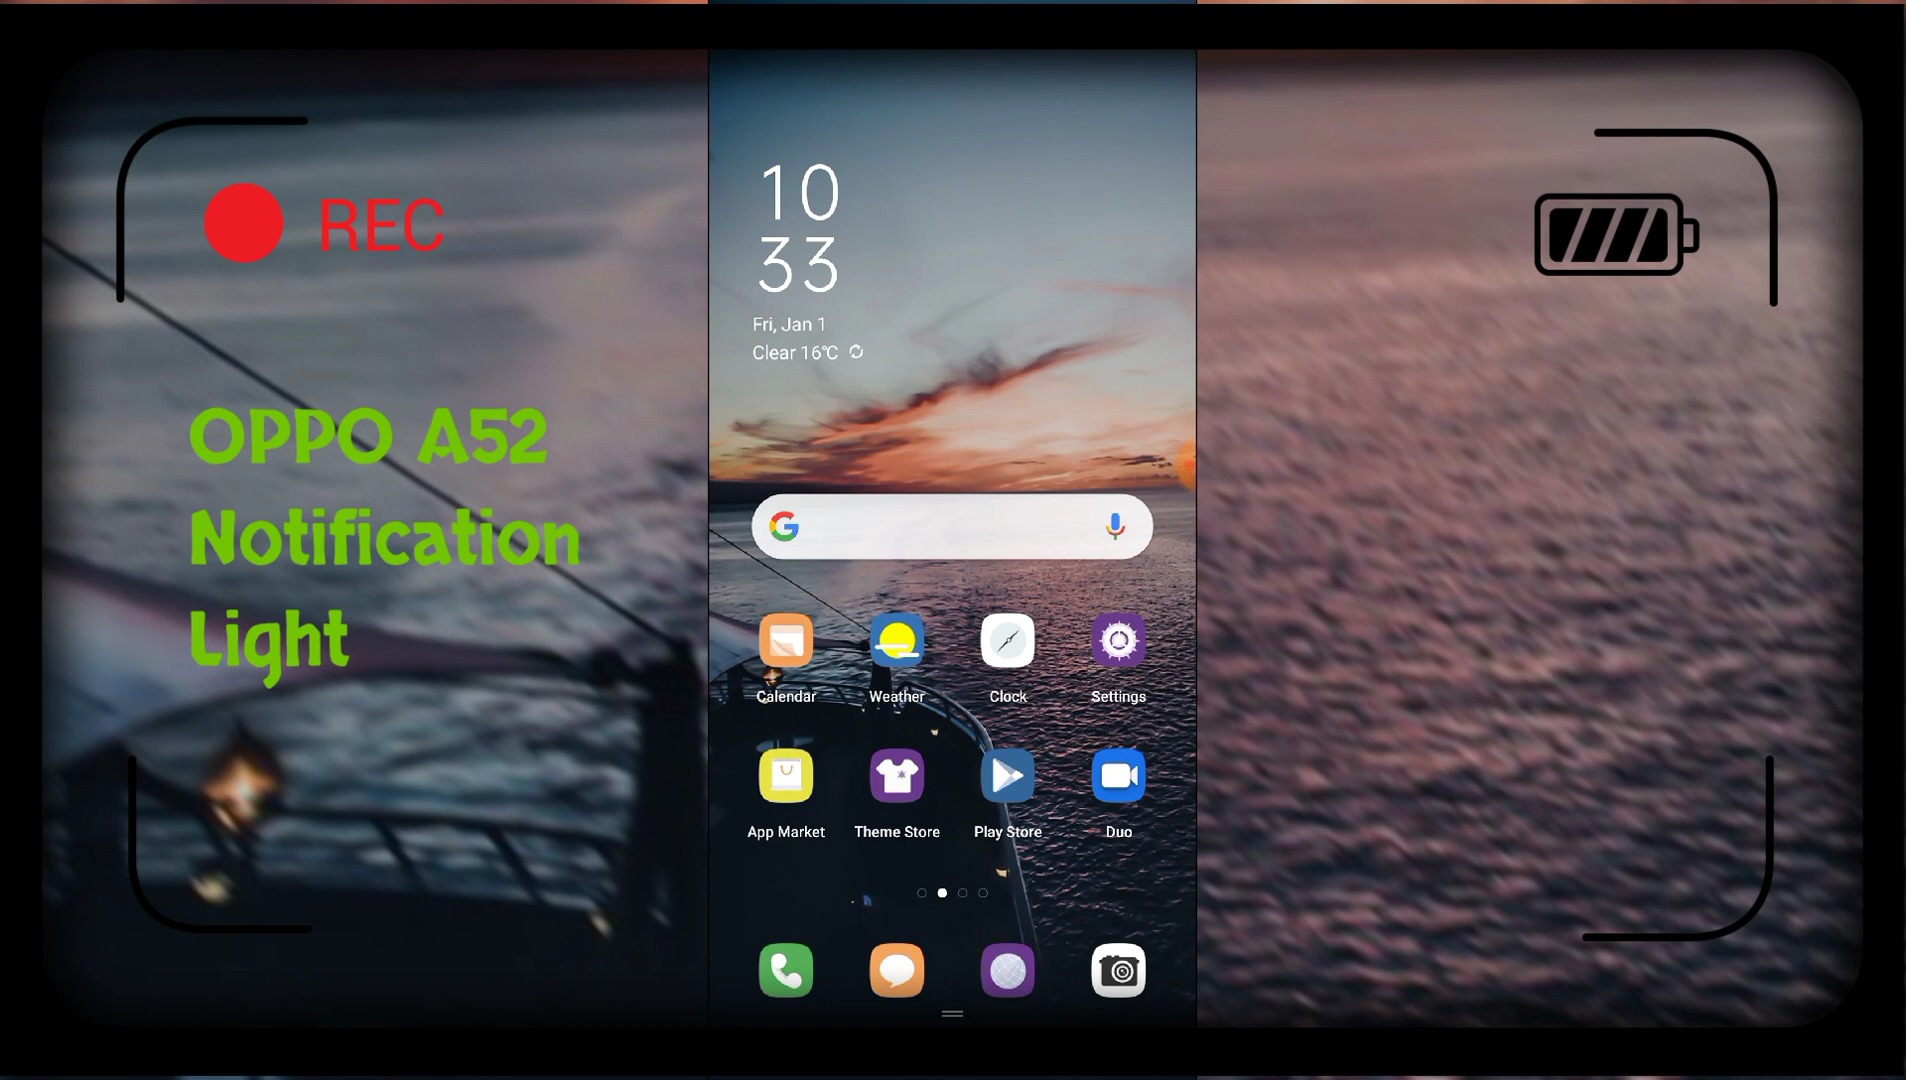 REC
OPPO A52
Notification
Light
10
33
Fri, Jan 1
Clear 16°C
G
Calendar Weather Clock Settings
App Market Theme Store Play Store Duo